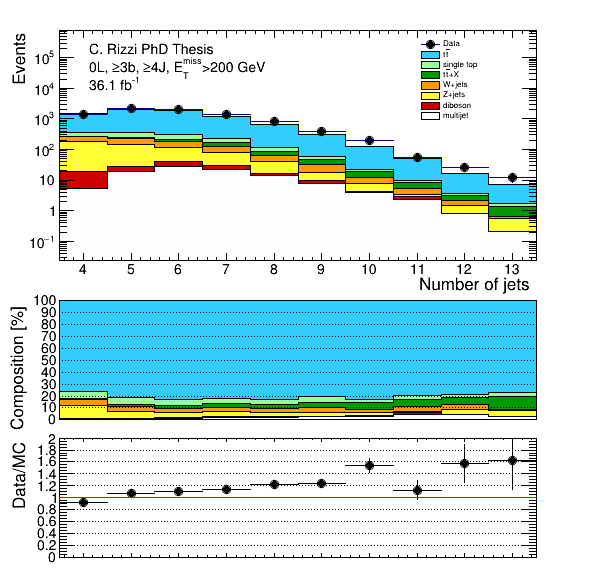 Events
C. Rizzi PhD Thesis
0L, ≥3b, ≥4J, E_T^miss>200 GeV
36.1 fb⁻¹
Data
tt̄
single top
tt̄+X
W+jets
Z+jets
diboson
multijet
10⁵
10⁴
10³
10²
10
1
10⁻¹
4 5 6 7 8 9 10 11 12 13
Number of jets
Composition [%]
100
90
80
70
60
50
40
30
20
10
0
Data/MC
2
1.8
1.6
1.4
1.2
1
0.8
0.6
0.4
0.2
0